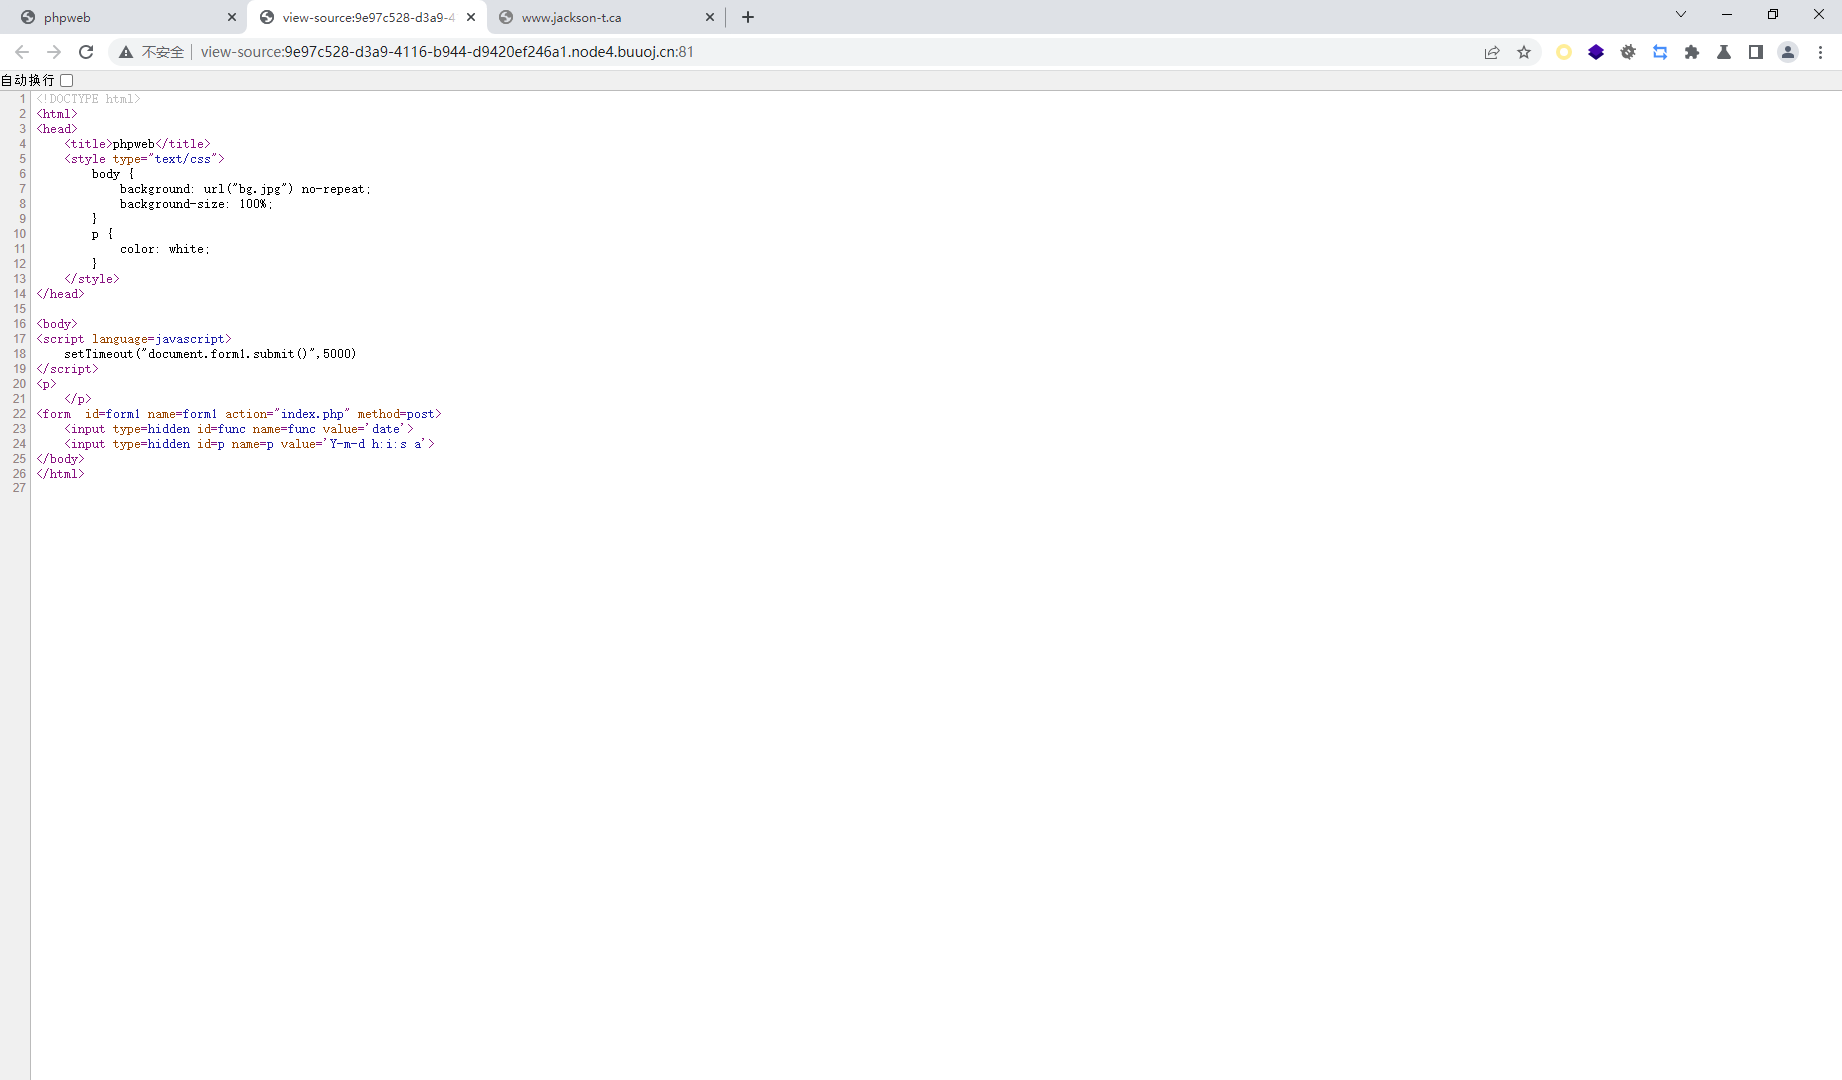 phpweb
view-source:9e97c528-d3a9-4
www.jackson-t.ca
不安全 view-source:9e97c528-d3a9-4116-b944-d9420ef246a1.node4.buuoj.cn:81
自动换行
1 <!DOCTYPE html>
2 <html>
3 <head>
4     <title>phpweb</title>
5     <style type="text/css">
6         body {
7             background: url("bg.jpg") no-repeat;
8             background-size: 100%;
9         }
10         p {
11             color: white;
12         }
13     </style>
14 </head>
15
16 <body>
17 <script language=javascript>
18     setTimeout("document.form1.submit()",5000)
19 </script>
20 <p>
21     </p>
22 <form  id=form1 name=form1 action="index.php" method=post>
23     <input type=hidden id=func name=func value='date'>
24     <input type=hidden id=p name=p value='Y-m-d h:i:s a'>
25 </body>
26 </html>
27